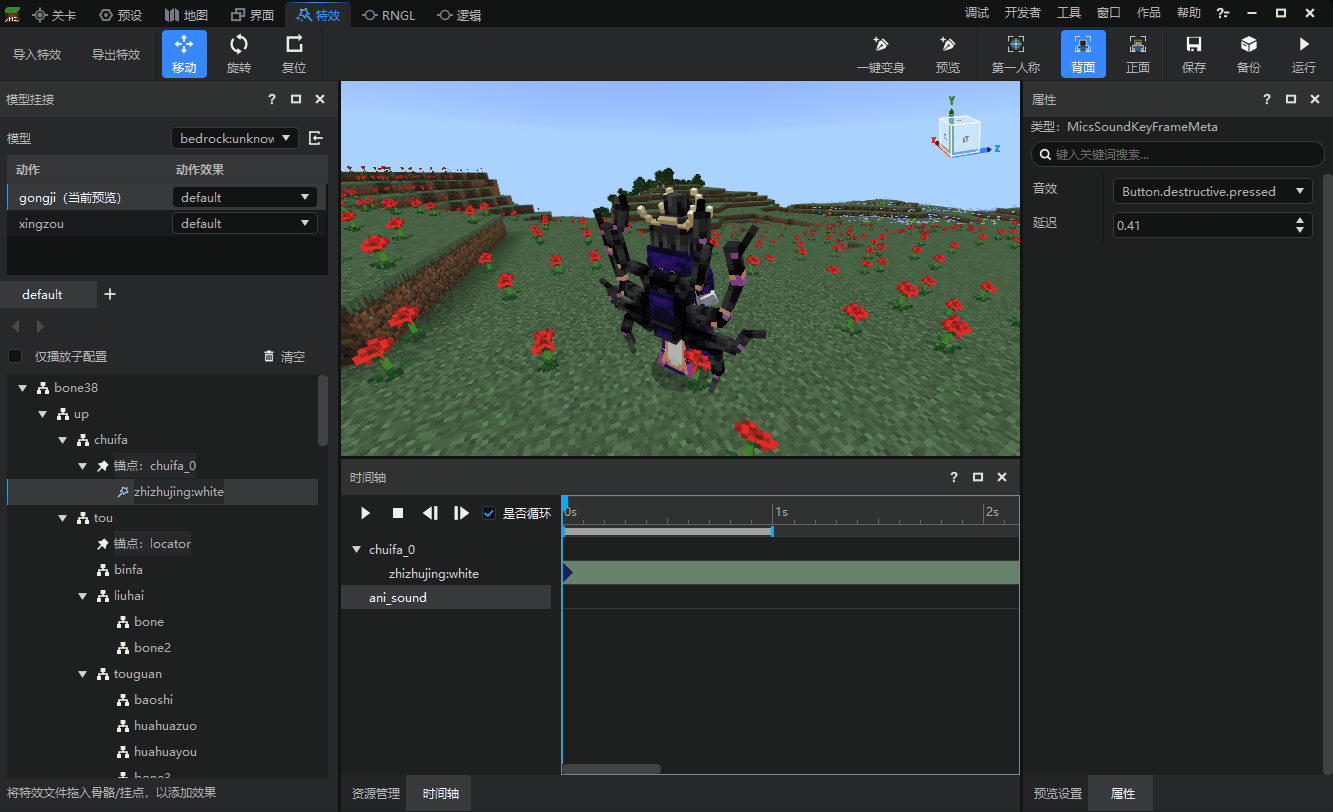 关卡 预设 地图 界面 特效 RNGL 逻辑 调试 开发者 工具 窗口 作品 帮助
导入特效 导出特效 移动 旋转 复位 一键变身 预览 第一人称 背面 正面 保存 备份 运行
模型挂接
模型 bedrock:unknow
动作 动作效果
gongji（当前预览） default
xingzou default
default
仅播放子配置 清空
bone38
up
chuifa
锚点：chuifa_0
zhizhujing:white
tou
锚点：locator
binfa
liuhai
bone
bone2
touguan
baoshi
huahuazuo
huahuayou
bone3
将特效文件拖入骨骼/挂点，以添加效果
Y
X
Z
时间轴
是否循环
0s 1s 2s
chuifa_0
zhizhujing:white
ani_sound
资源管理 时间轴
属性
类型：MicsSoundKeyFrameMeta
键入关键词搜索...
音效 Button.destructive.pressed
延迟 0.41
预览设置 属性